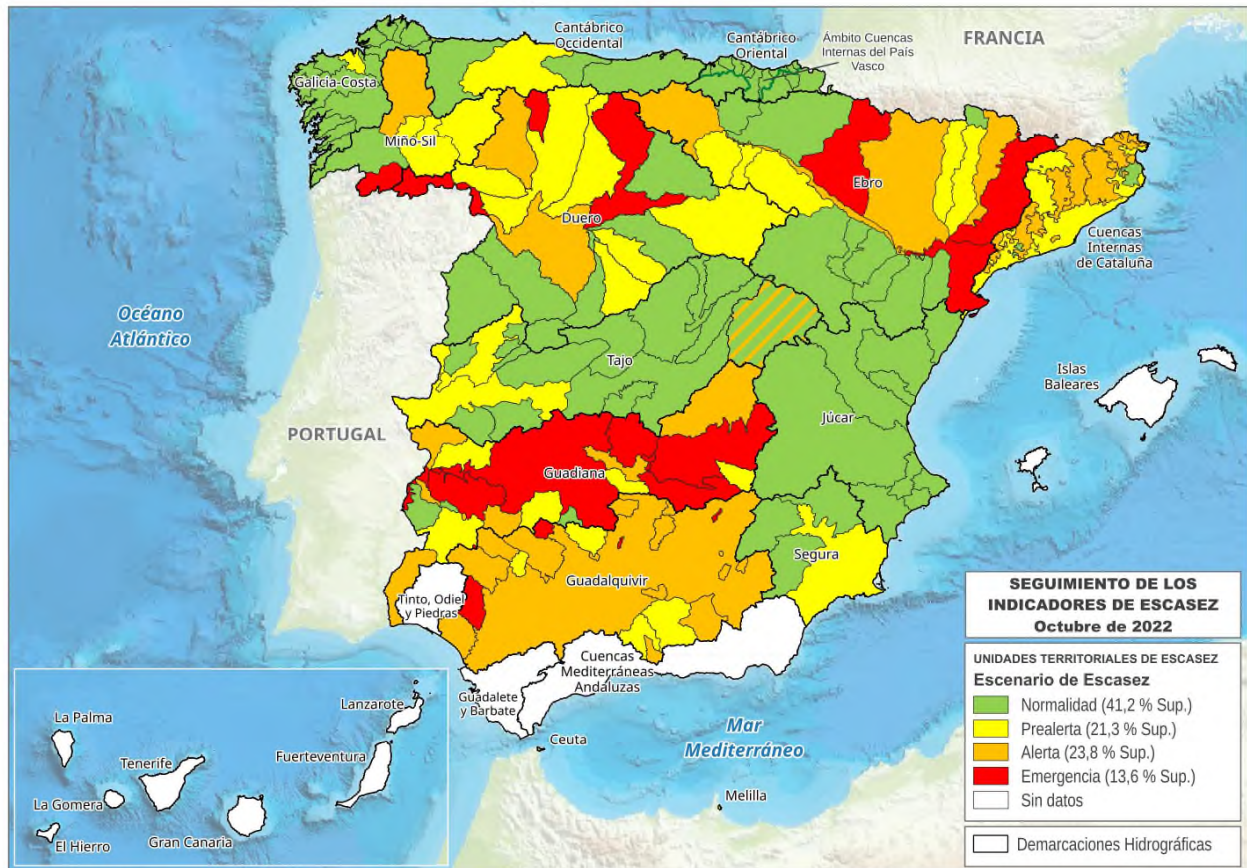 Cantábrico
Occidental
Cantábrico
Oriental
Ámbito Cuencas
Internas del País
Vasco
FRANCIA
Galicia-Costa
Miño-Sil
Duero
Ebro
Cuencas
Internas
de Cataluña
Océano
Atlántico
PORTUGAL
Tajo
Júcar
Islas
Baleares
Guadiana
Segura
Guadalquivir
Tinto, Odiel
y Piedras
Cuencas
Mediterráneas
Andaluzas
Guadalete
y Barbate
Ceuta
Melilla
Mar
Mediterráneo
La Palma
Tenerife
La Gomera
El Hierro
Gran Canaria
Fuerteventura
Lanzarote
SEGUIMIENTO DE LOS
INDICADORES DE ESCASEZ
Octubre de 2022
UNIDADES TERRITORIALES DE ESCASEZ
Escenario de Escasez
Normalidad (41,2 % Sup.)
Prealerta (21,3 % Sup.)
Alerta (23,8 % Sup.)
Emergencia (13,6 % Sup.)
Sin datos
Demarcaciones Hidrográficas